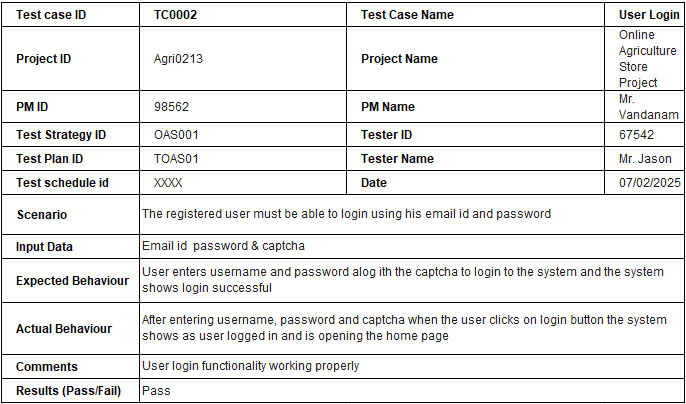 Test case ID TC0002 Test Case Name User Login
Project ID Agri0213 Project Name Online
Agriculture
Store
Project
PM ID 98562 PM Name Mr.
Vandanam
Test Strategy ID OAS001 Tester ID 67542
Test Plan ID TOAS01 Tester Name Mr. Jason
Test schedule id XXXX Date 07/02/2025
Scenario The registered user must be able to login using his email id and password
Input Data Email id  password & captcha
Expected Behaviour User enters username and password alog ith the captcha to login to the system and the system
shows login successful
Actual Behaviour After entering username, password and captcha when the user clicks on login button the system
shows as user logged in and is opening the home page
Comments User login functionality working properly
Results (Pass/Fail) Pass